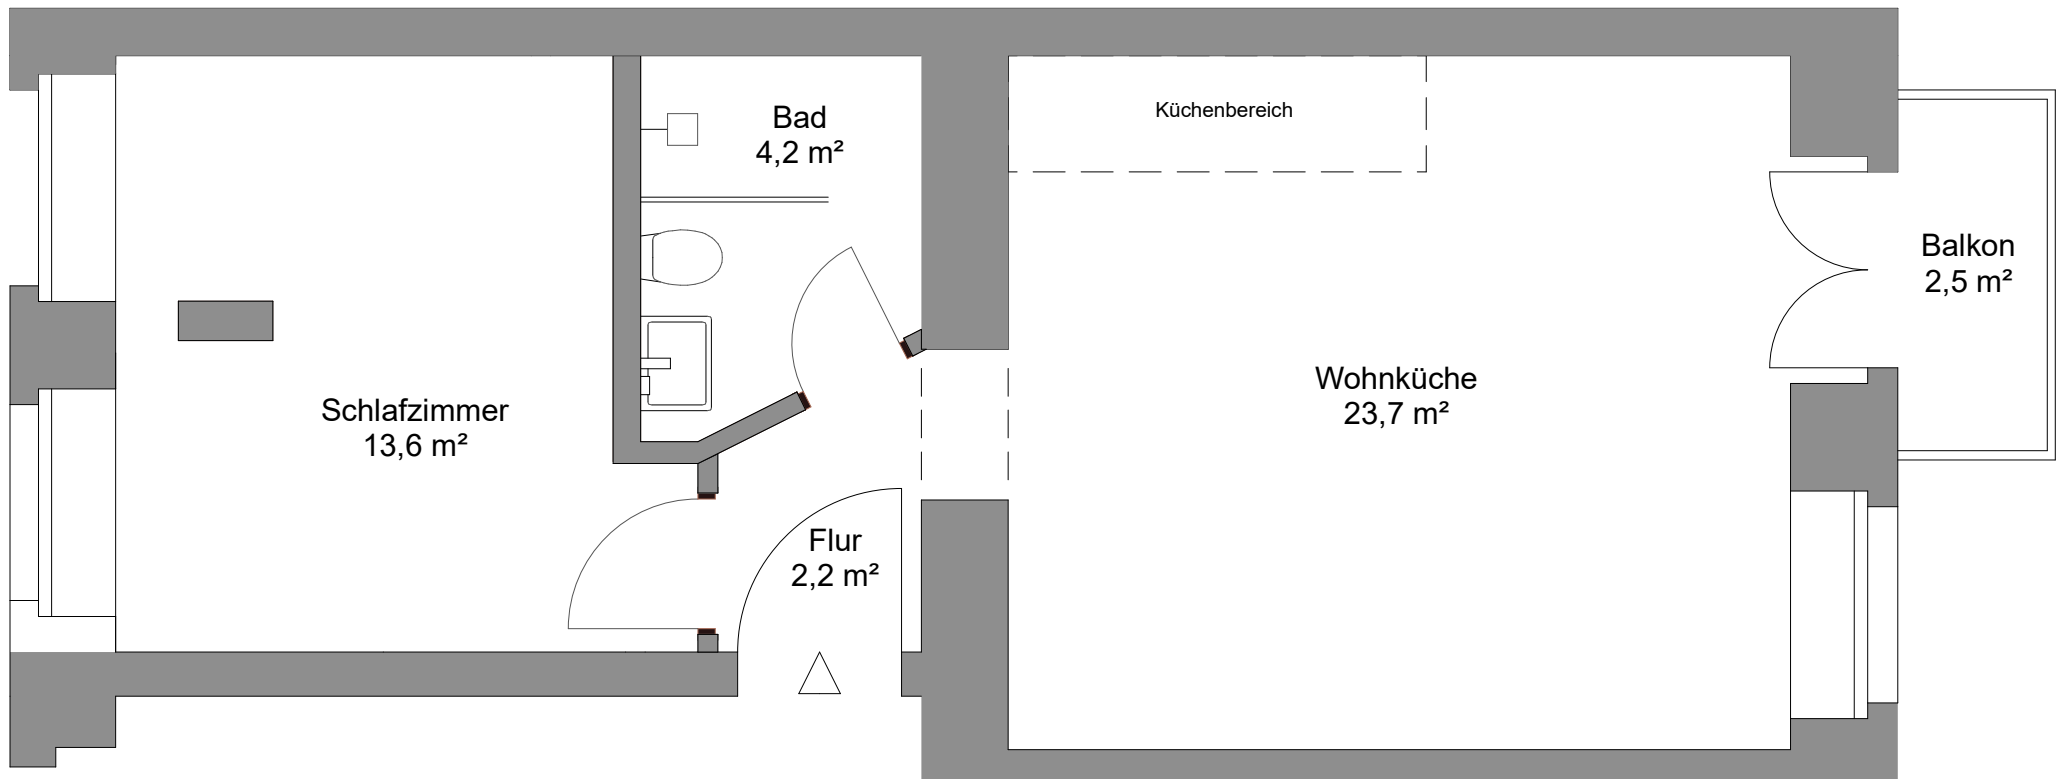 Bad
4,2 m²
Küchenbereich
Balkon
2,5 m²
Wohnküche
23,7 m²
Schlafzimmer
13,6 m²
Flur
2,2 m²